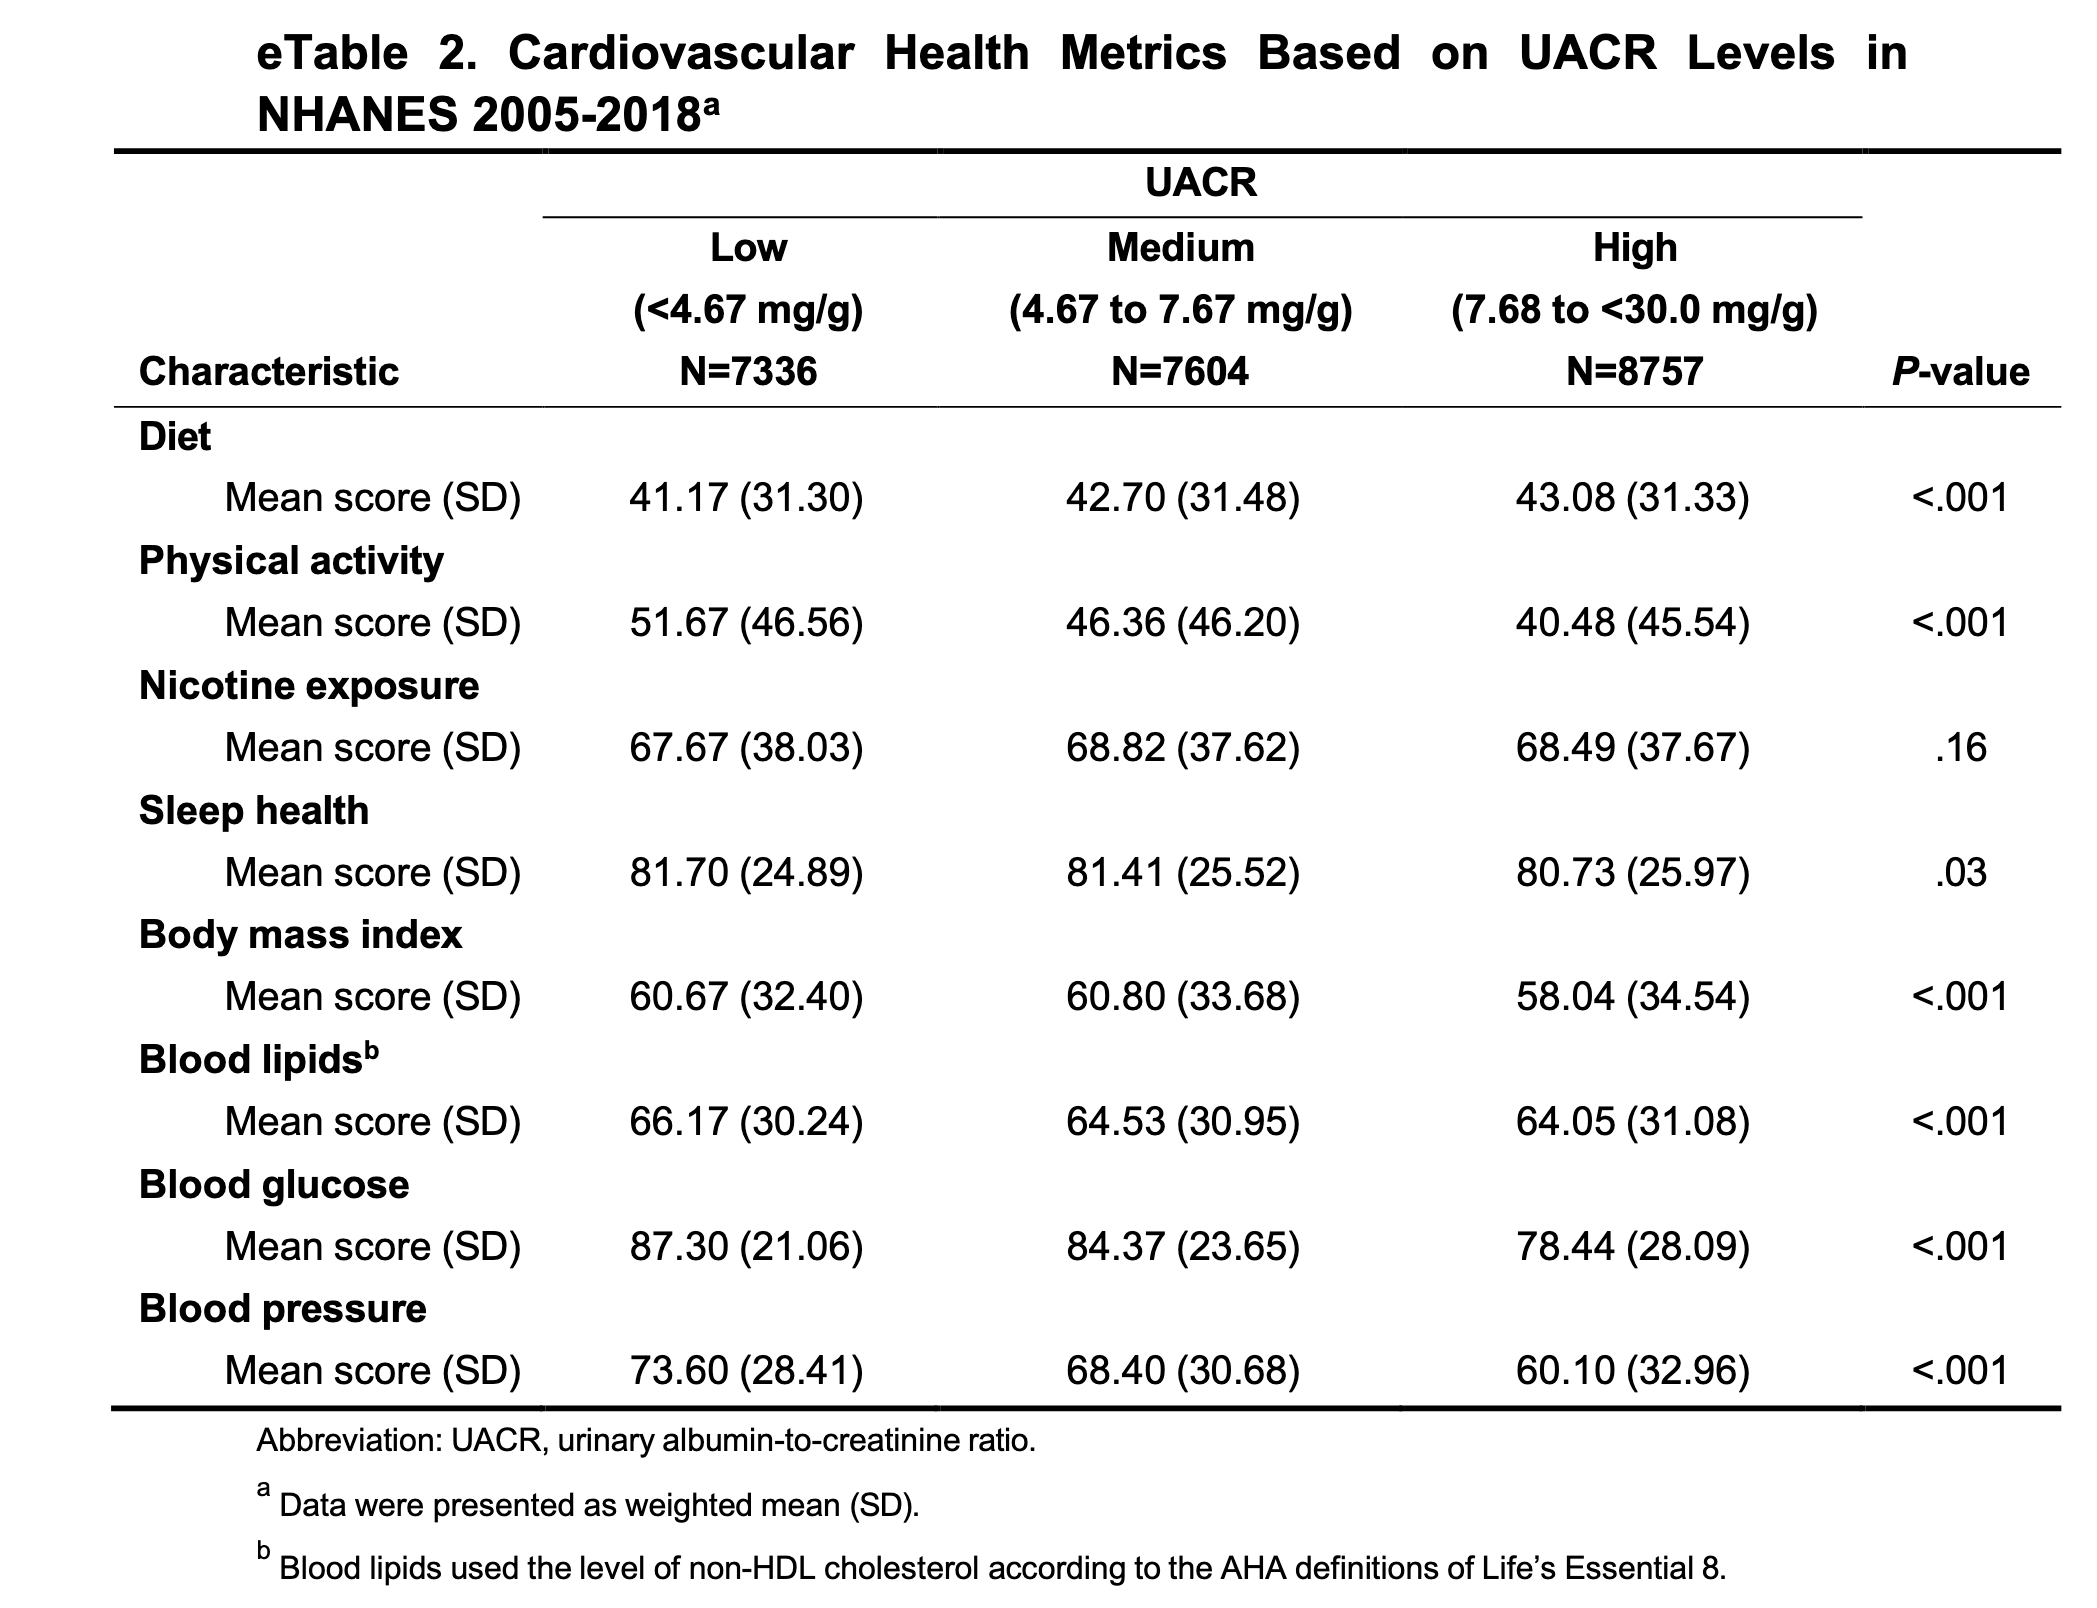 eTable 2. Cardiovascular Health Metrics Based on UACR Levels in
NHANES 2005-2018a
UACR
Low Medium High
(<4.67 mg/g) (4.67 to 7.67 mg/g) (7.68 to <30.0 mg/g)
Characteristic N=7336 N=7604 N=8757 P-value
Diet
Mean score (SD) 41.17 (31.30) 42.70 (31.48) 43.08 (31.33) <.001
Physical activity
Mean score (SD) 51.67 (46.56) 46.36 (46.20) 40.48 (45.54) <.001
Nicotine exposure
Mean score (SD) 67.67 (38.03) 68.82 (37.62) 68.49 (37.67) .16
Sleep health
Mean score (SD) 81.70 (24.89) 81.41 (25.52) 80.73 (25.97) .03
Body mass index
Mean score (SD) 60.67 (32.40) 60.80 (33.68) 58.04 (34.54) <.001
Blood lipidsb
Mean score (SD) 66.17 (30.24) 64.53 (30.95) 64.05 (31.08) <.001
Blood glucose
Mean score (SD) 87.30 (21.06) 84.37 (23.65) 78.44 (28.09) <.001
Blood pressure
Mean score (SD) 73.60 (28.41) 68.40 (30.68) 60.10 (32.96) <.001
Abbreviation: UACR, urinary albumin-to-creatinine ratio.
a Data were presented as weighted mean (SD).
b Blood lipids used the level of non-HDL cholesterol according to the AHA definitions of Life’s Essential 8.